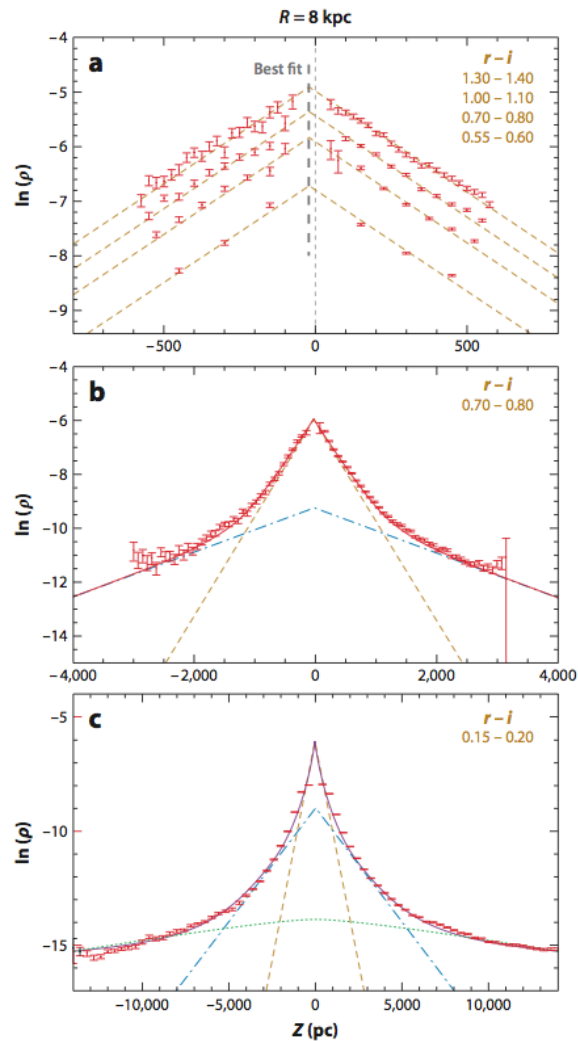 R = 8 kpc
a
Best fit
r – i
1.30 – 1.40
1.00 – 1.10
0.70 – 0.80
0.55 – 0.60
ln (ρ)
–4
–5
–6
–7
–8
–9
–500 0 500
b
r – i
0.70 – 0.80
ln (ρ)
–4
–6
–8
–10
–12
–14
–15
–4,000 –2,000 0 2,000 4,000
c
r – i
0.15 – 0.20
ln (ρ)
–5
–10
–15
–10,000 –5,000 0 5,000 10,000
Z (pc)